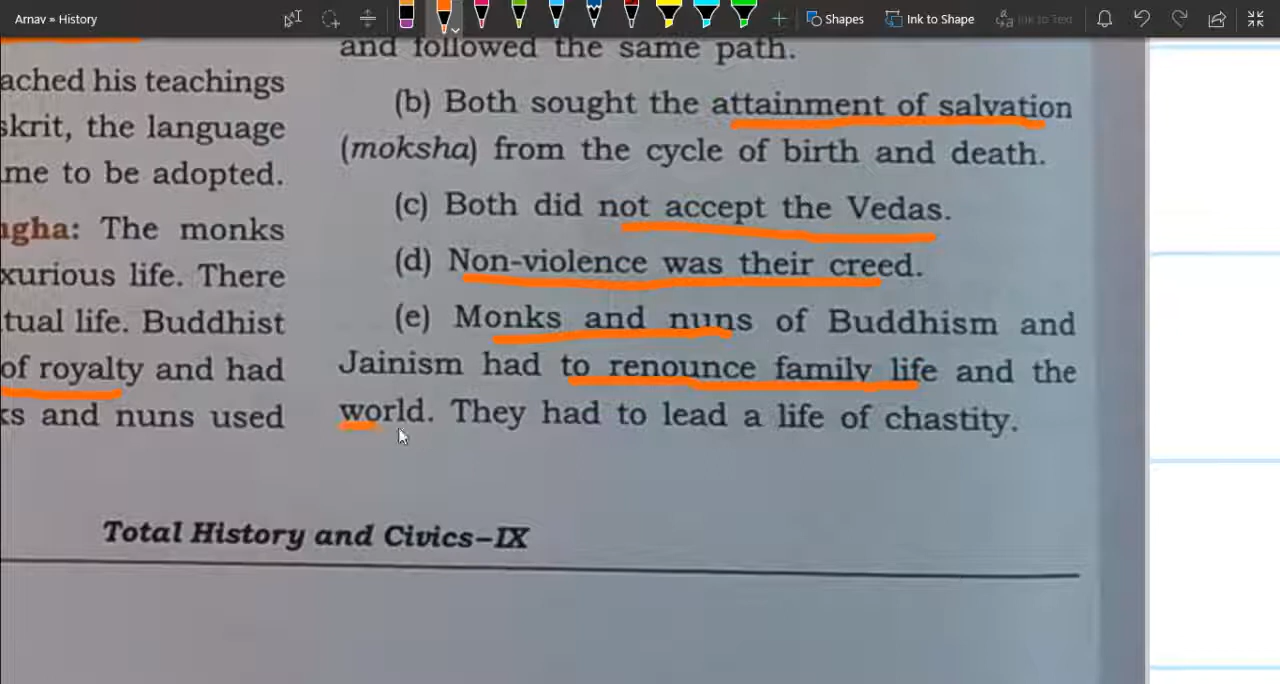 Arnav » History
Shapes
Ink to Shape
Ink to Text
ached his teachings
skrit, the language
me to be adopted.
gha: The monks
xurious life. There
tual life. Buddhist
of royalty and had
ks and nuns used
and followed the same path.
(b) Both sought the attainment of salvation
(moksha) from the cycle of birth and death.
(c) Both did not accept the Vedas.
(d) Non-violence was their creed.
(e) Monks and nuns of Buddhism and
Jainism had to renounce family life and the
world. They had to lead a life of chastity.
Total History and Civics–IX